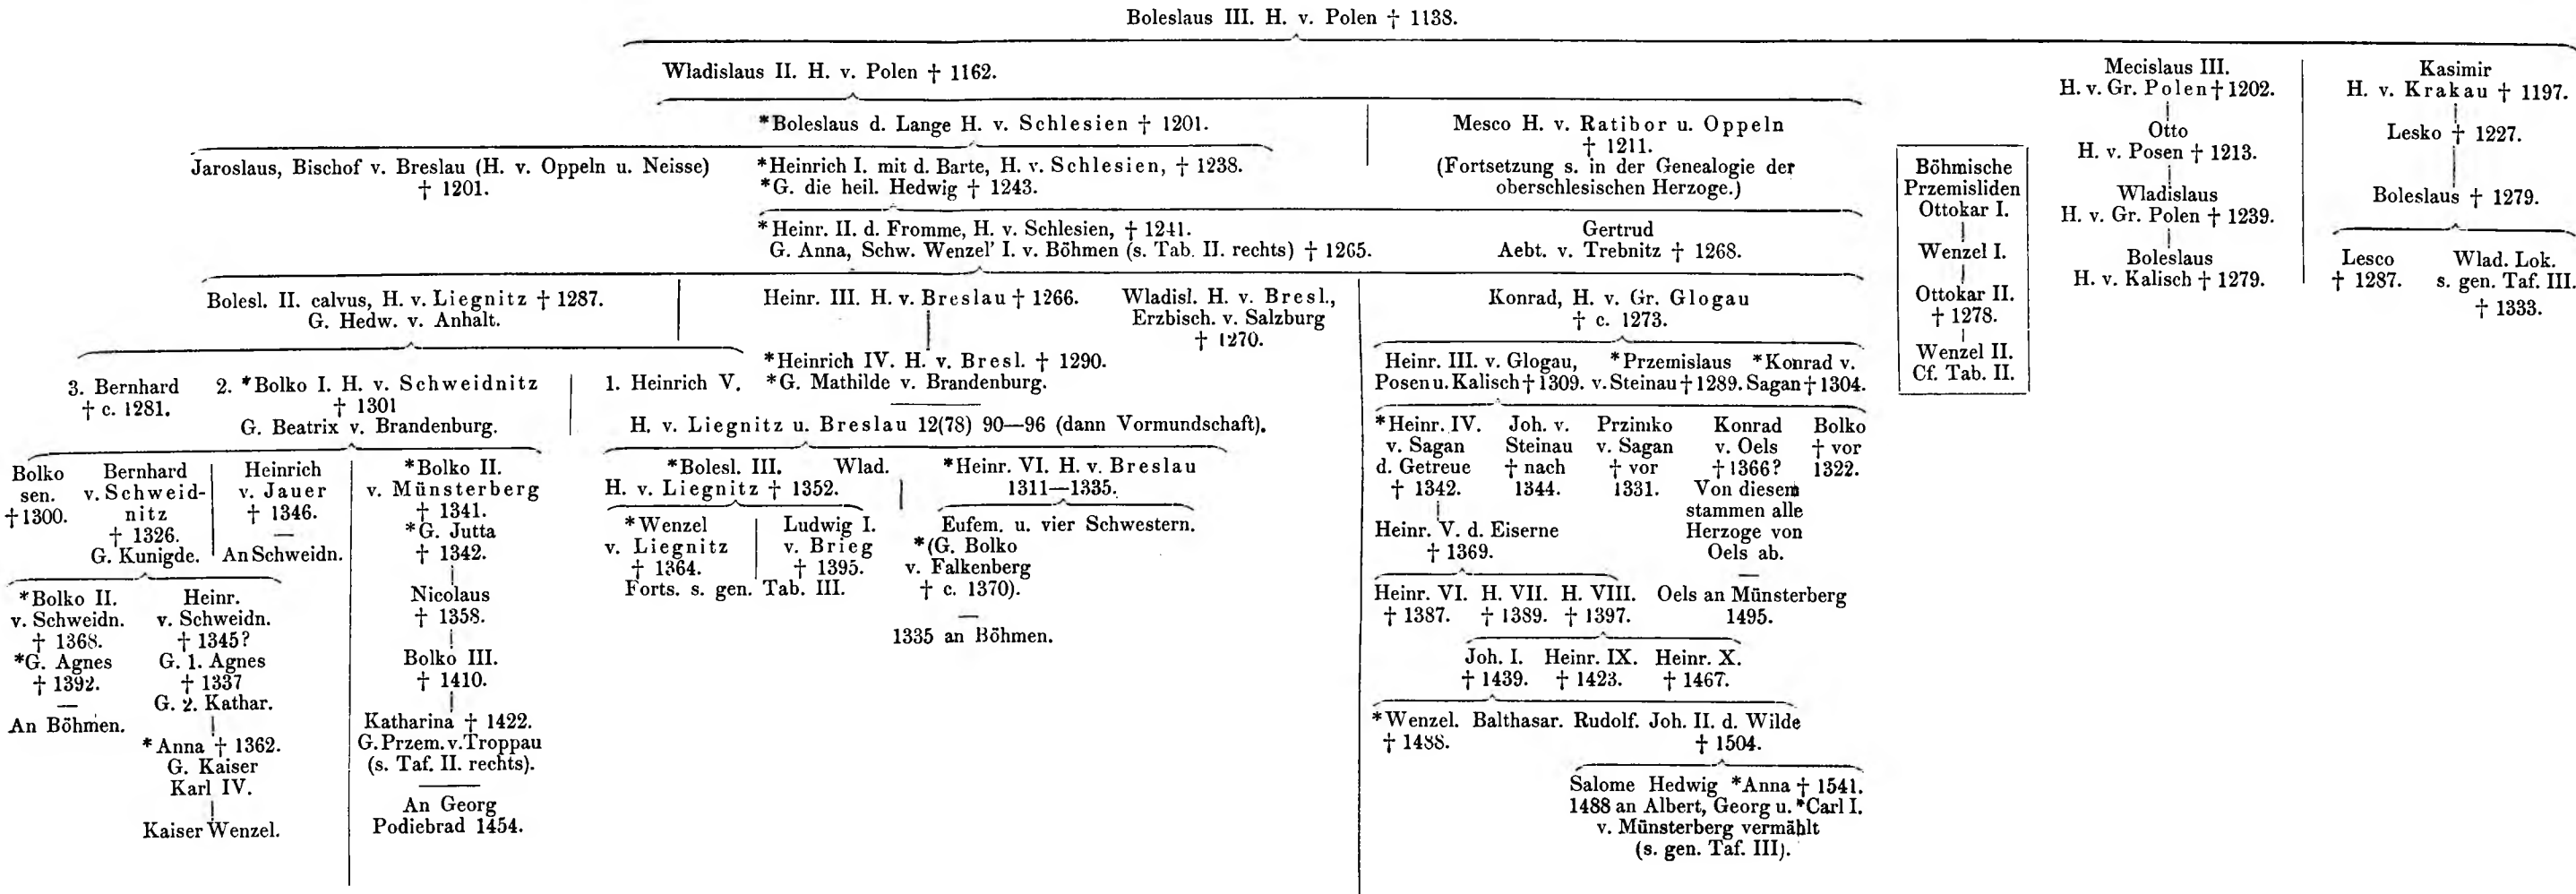 Boleslaus III. H. v. Polen † 1138.
Wladislaus II. H. v. Polen † 1162.
Mecislaus III.
H. v. Gr. Polen † 1202.
Kasimir
H. v. Krakau † 1197.
*Boleslaus d. Lange H. v. Schlesien † 1201.
Mesco H. v. Ratibor u. Oppeln
† 1211.
(Fortsetzung s. in der Genealogie der
oberschlesischen Herzoge.)
Otto
H. v. Posen † 1213.
Lesko † 1227.
Jaroslaus, Bischof v. Breslau (H. v. Oppeln u. Neisse)
† 1201.
*Heinrich I. mit d. Barte, H. v. Schlesien, † 1238.
*G. die heil. Hedwig † 1243.
Böhmische
Przemisliden
Ottokar I.
Wenzel I.
Ottokar II.
† 1278.
Wenzel II.
Cf. Tab. II.
Wladislaus
H. v. Gr. Polen † 1239.
Boleslaus † 1279.
*Heinr. II. d. Fromme, H. v. Schlesien, † 1241.
G. Anna, Schw. Wenzel' I. v. Böhmen (s. Tab. II. rechts) † 1265.
Gertrud
Aebt. v. Trebnitz † 1268.
Boleslaus
H. v. Kalisch † 1279.
Lesco
† 1287.
Wlad. Lok.
s. gen. Taf. III.
† 1333.
Bolesl. II. calvus, H. v. Liegnitz † 1287.
G. Hedw. v. Anhalt.
Heinr. III. H. v. Breslau † 1266.
Wladisl. H. v. Bresl.,
Erzbisch. v. Salzburg
† 1270.
Konrad, H. v. Gr. Glogau
† c. 1273.
3. Bernhard
† c. 1281.
2. *Bolko I. H. v. Schweidnitz
† 1301
G. Beatrix v. Brandenburg.
1. Heinrich V.
*Heinrich IV. H. v. Bresl. † 1290.
*G. Mathilde v. Brandenburg.
H. v. Liegnitz u. Breslau 12(78) 90—96 (dann Vormundschaft).
Heinr. III. v. Glogau,
Posen u. Kalisch † 1309.
*Przemislaus
v. Steinau † 1289.
*Konrad v.
Sagan † 1304.
Bolko
sen.
† 1300.
Bernhard
v. Schweid-
nitz
† 1326.
G. Kunigde.
Heinrich
v. Jauer
† 1346.
An Schweidn.
*Bolko II.
v. Münsterberg
† 1341.
*G. Jutta
† 1342.
Nicolaus
† 1358.
Bolko III.
† 1410.
Katharina † 1422.
G. Przem. v. Troppau
(s. Taf. II. rechts).
An Georg
Podiebrad 1454.
*Bolko II.
v. Schweidn.
† 1368.
*G. Agnes
† 1392.
An Böhmen.
Heinr.
v. Schweidn.
† 1345?
G. 1. Agnes
† 1337
G. 2. Kathar.
*Anna † 1362.
G. Kaiser
Karl IV.
Kaiser Wenzel.
*Bolesl. III.
H. v. Liegnitz † 1352.
Wlad.
*Heinr. VI. H. v. Breslau
1311—1335.
*Wenzel
v. Liegnitz
† 1364.
Ludwig I.
v. Brieg
† 1395.
Forts. s. gen. Tab. III.
Eufem. u. vier Schwestern.
*(G. Bolko
v. Falkenberg
† c. 1370).
1335 an Böhmen.
*Heinr. IV.
v. Sagan
d. Getreue
† 1342.
Joh. v.
Steinau
† nach
1344.
Przimko
v. Sagan
† vor
1331.
Konrad
v. Oels
† 1366?
Von diesem
stammen alle
Herzoge von
Oels ab.
Oels an Münsterberg
1495.
Bolko
† vor
1322.
Heinr. V. d. Eiserne
† 1369.
Heinr. VI.
† 1387.
H. VII.
† 1389.
H. VIII.
† 1397.
Joh. I.
† 1439.
Heinr. IX.
† 1423.
Heinr. X.
† 1467.
*Wenzel.
† 1488.
Balthasar.
Rudolf.
Joh. II. d. Wilde
† 1504.
Salome Hedwig *Anna † 1541.
1488 an Albert, Georg u. *Carl I.
v. Münsterberg vermählt
(s. gen. Taf. III).